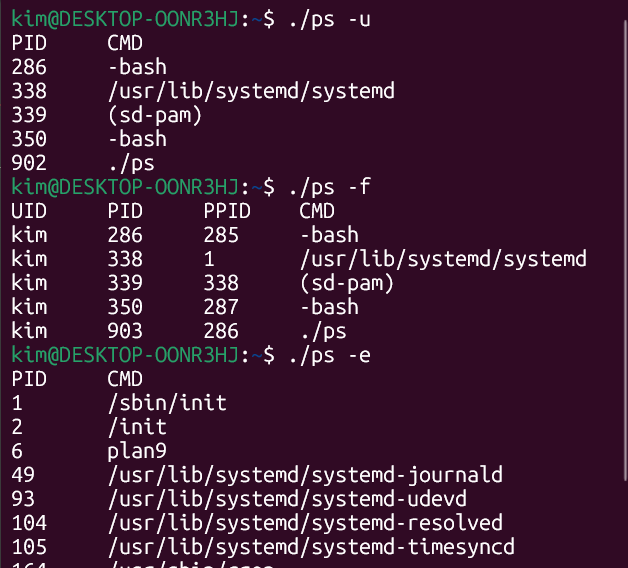 kim@DESKTOP-OONR3HJ:~$ ./ps -u
PID     CMD
286     -bash
338     /usr/lib/systemd/systemd
339     (sd-pam)
350     -bash
902     ./ps
kim@DESKTOP-OONR3HJ:~$ ./ps -f
UID     PID     PPID    CMD
kim     286     285     -bash
kim     338     1       /usr/lib/systemd/systemd
kim     339     338     (sd-pam)
kim     350     287     -bash
kim     903     286     ./ps
kim@DESKTOP-OONR3HJ:~$ ./ps -e
PID     CMD
1       /sbin/init
2       /init
6       plan9
49      /usr/lib/systemd/systemd-journald
93      /usr/lib/systemd/systemd-udevd
104     /usr/lib/systemd/systemd-resolved
105     /usr/lib/systemd/systemd-timesyncd